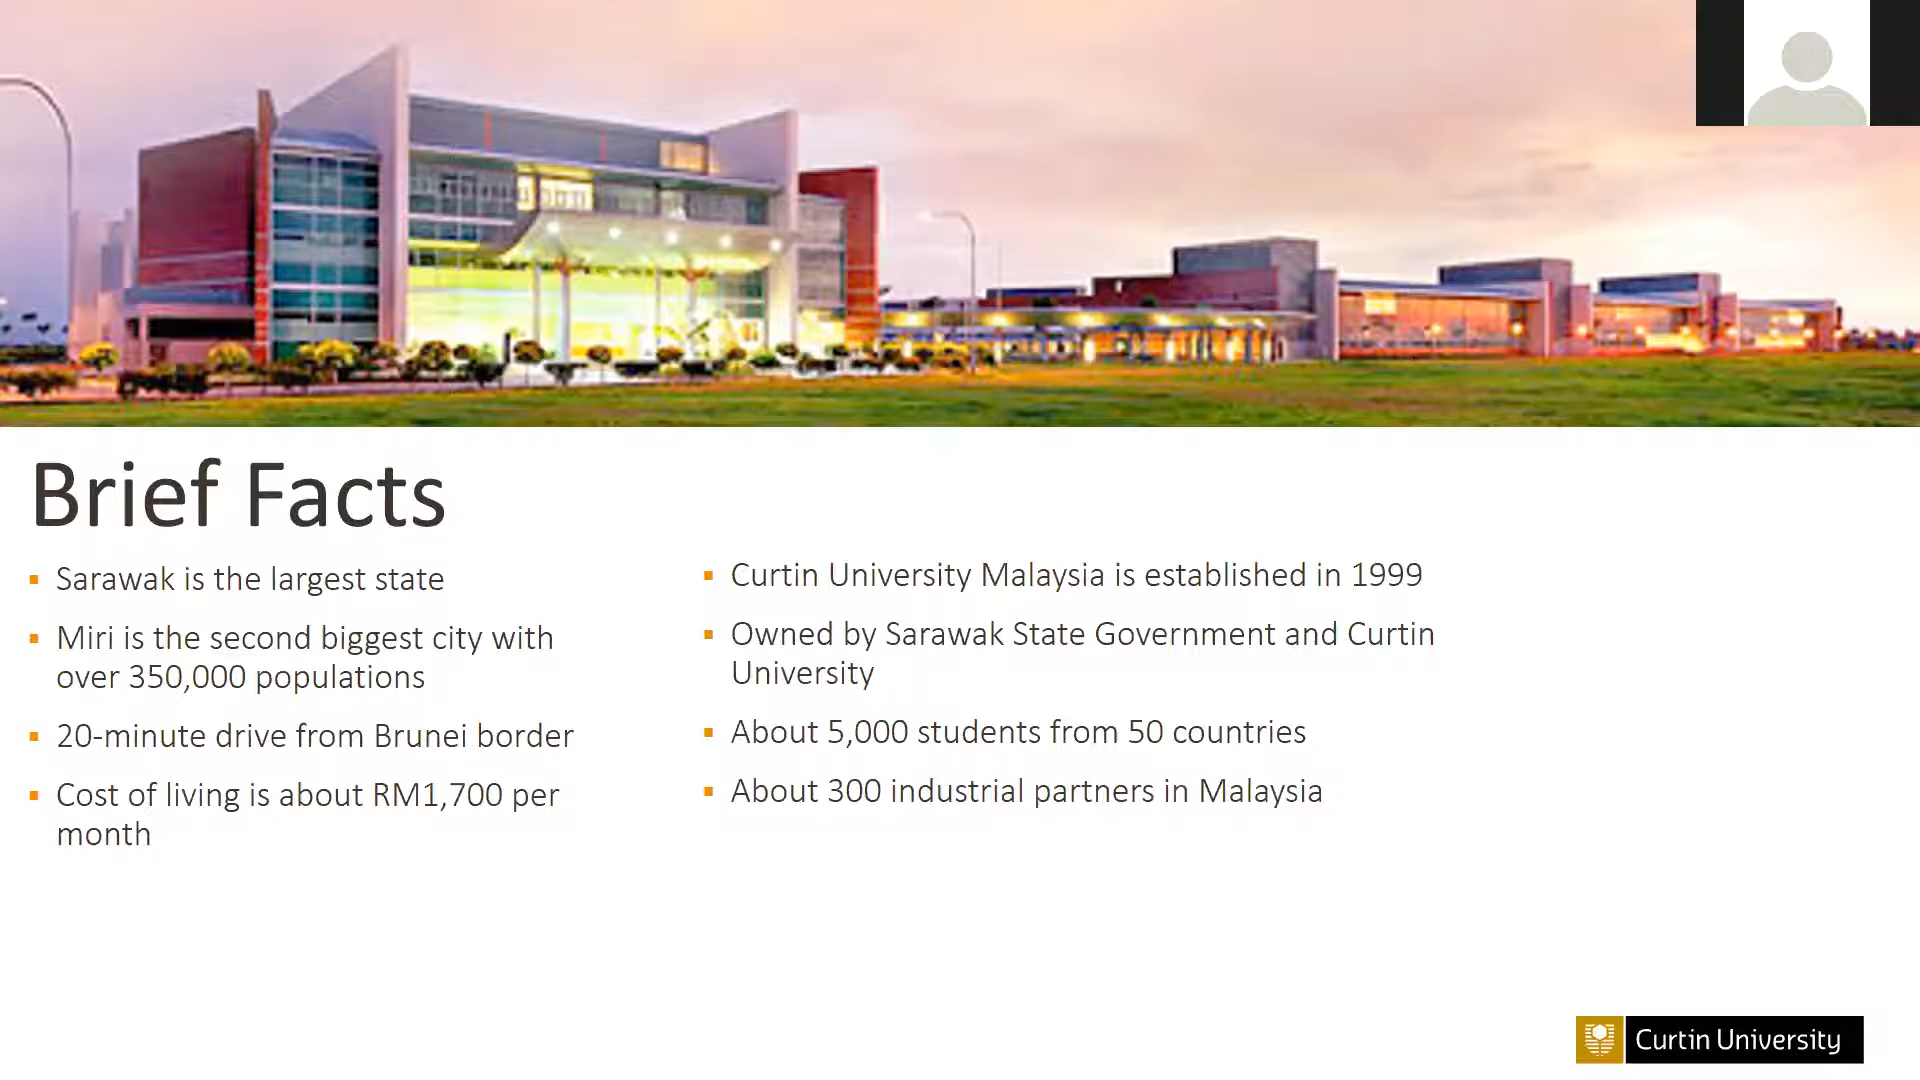 Brief Facts
▪ Sarawak is the largest state
▪ Miri is the second biggest city with
over 350,000 populations
▪ 20-minute drive from Brunei border
▪ Cost of living is about RM1,700 per
month
▪ Curtin University Malaysia is established in 1999
▪ Owned by Sarawak State Government and Curtin
University
▪ About 5,000 students from 50 countries
▪ About 300 industrial partners in Malaysia
Curtin University